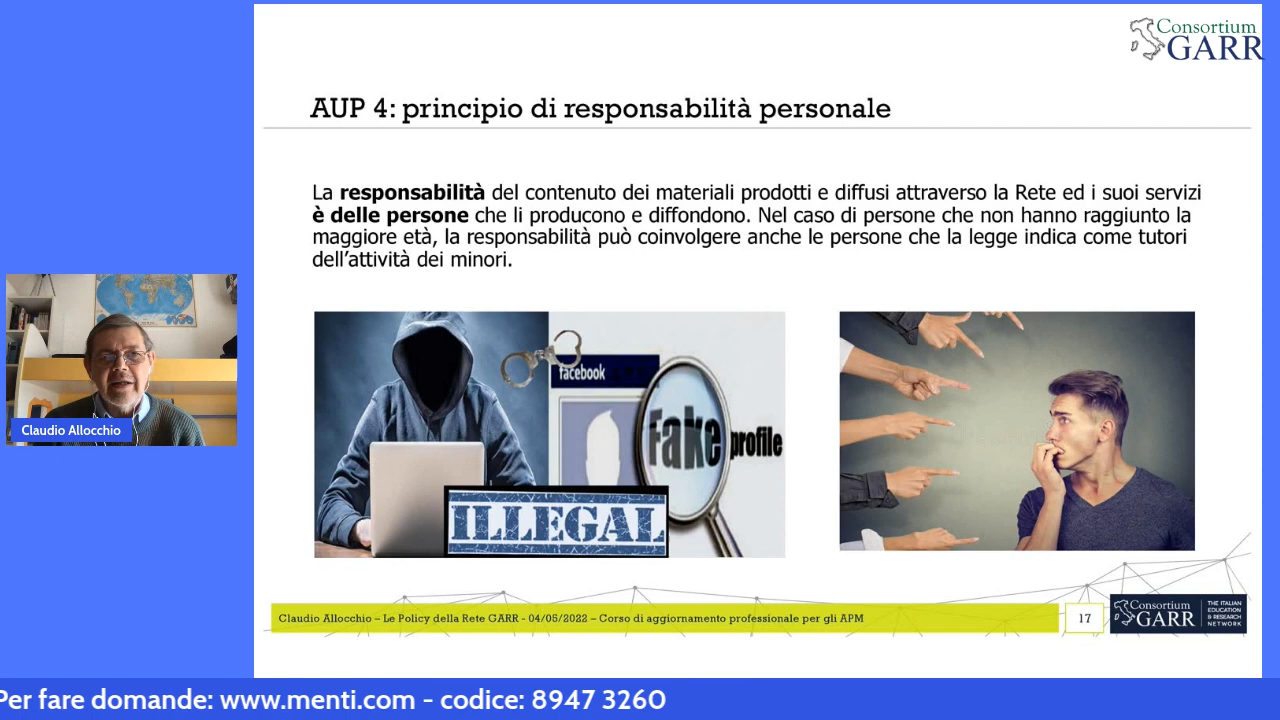 Consortium
GARR
AUP 4: principio di responsabilità personale
La responsabilità del contenuto dei materiali prodotti e diffusi attraverso la Rete ed i suoi servizi
è delle persone che li producono e diffondono. Nel caso di persone che non hanno raggiunto la
maggiore età, la responsabilità può coinvolgere anche le persone che la legge indica come tutori
dell'attività dei minori.
facebook
Fake profile
ILLEGAL
Claudio Allocchio
Claudio Allocchio – Le Policy della Rete GARR - 04/05/2022 – Corso di aggiornamento professionale per gli APM
17
Consortium
GARR
THE ITALIAN
EDUCATION
& RESEARCH
NETWORK
Per fare domande: www.menti.com - codice: 8947 3260